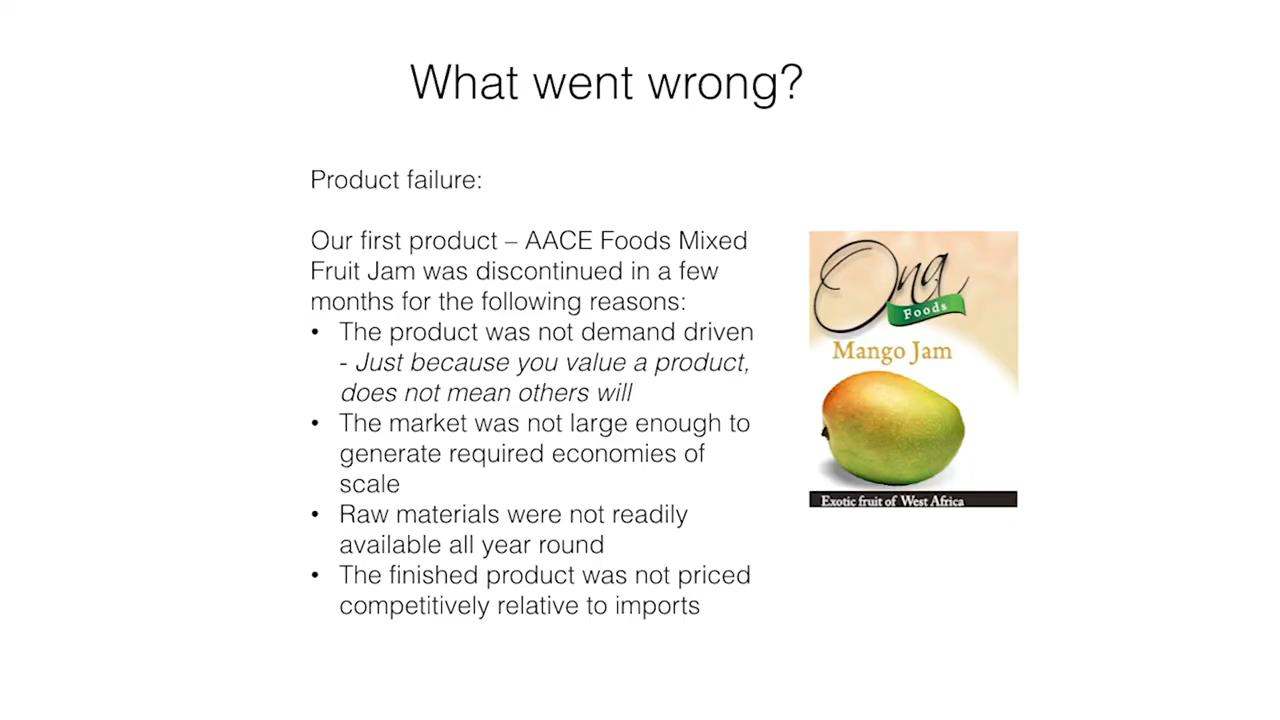 What went wrong?
Product failure:
Our first product – AACE Foods Mixed
Fruit Jam was discontinued in a few
months for the following reasons:
• The product was not demand driven
- Just because you value a product,
does not mean others will
• The market was not large enough to
generate required economies of
scale
• Raw materials were not readily
available all year round
• The finished product was not priced
competitively relative to imports
Ona
Foods
Mango Jam
Exotic fruit of West Africa